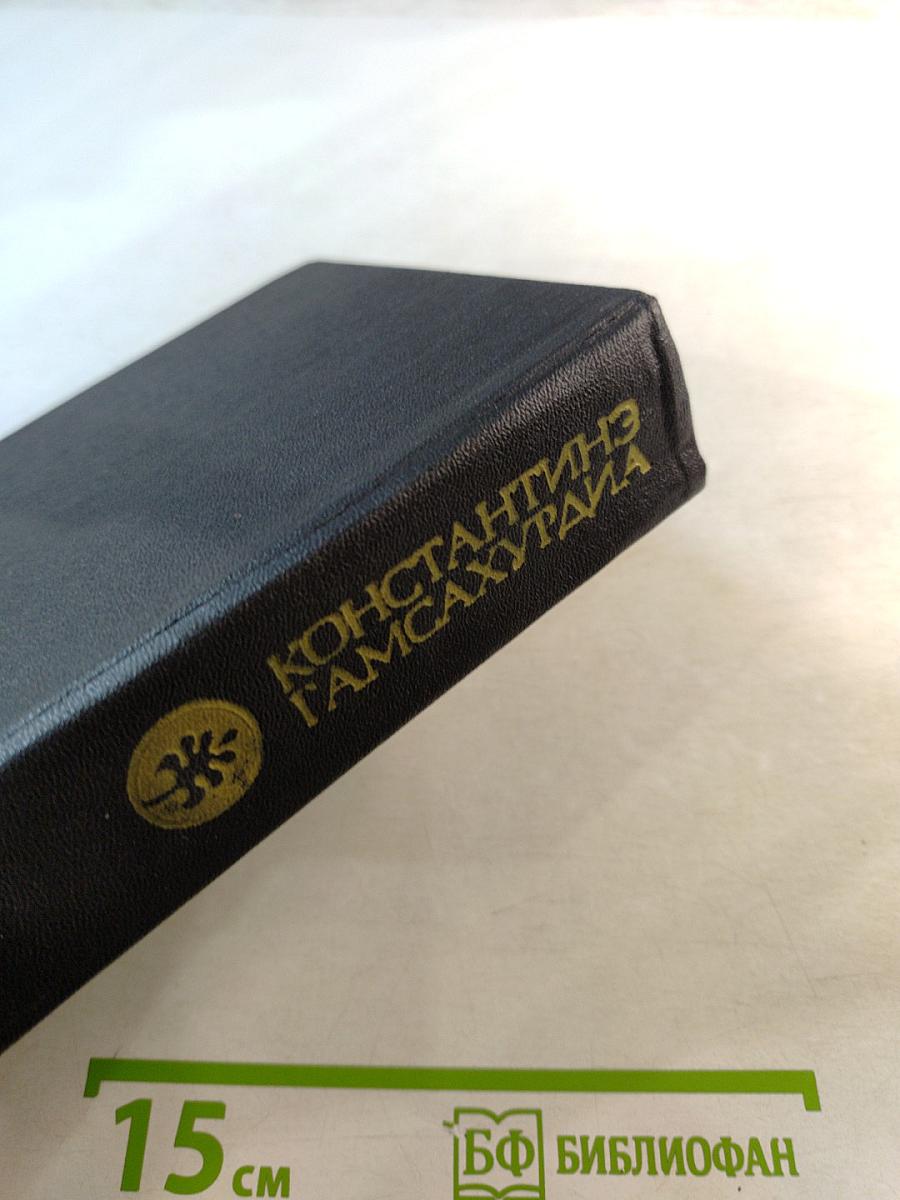 КОНСТАНТИНЭ
ГАМСАХУРДИА
15 см
БФ БИБЛИОФАН